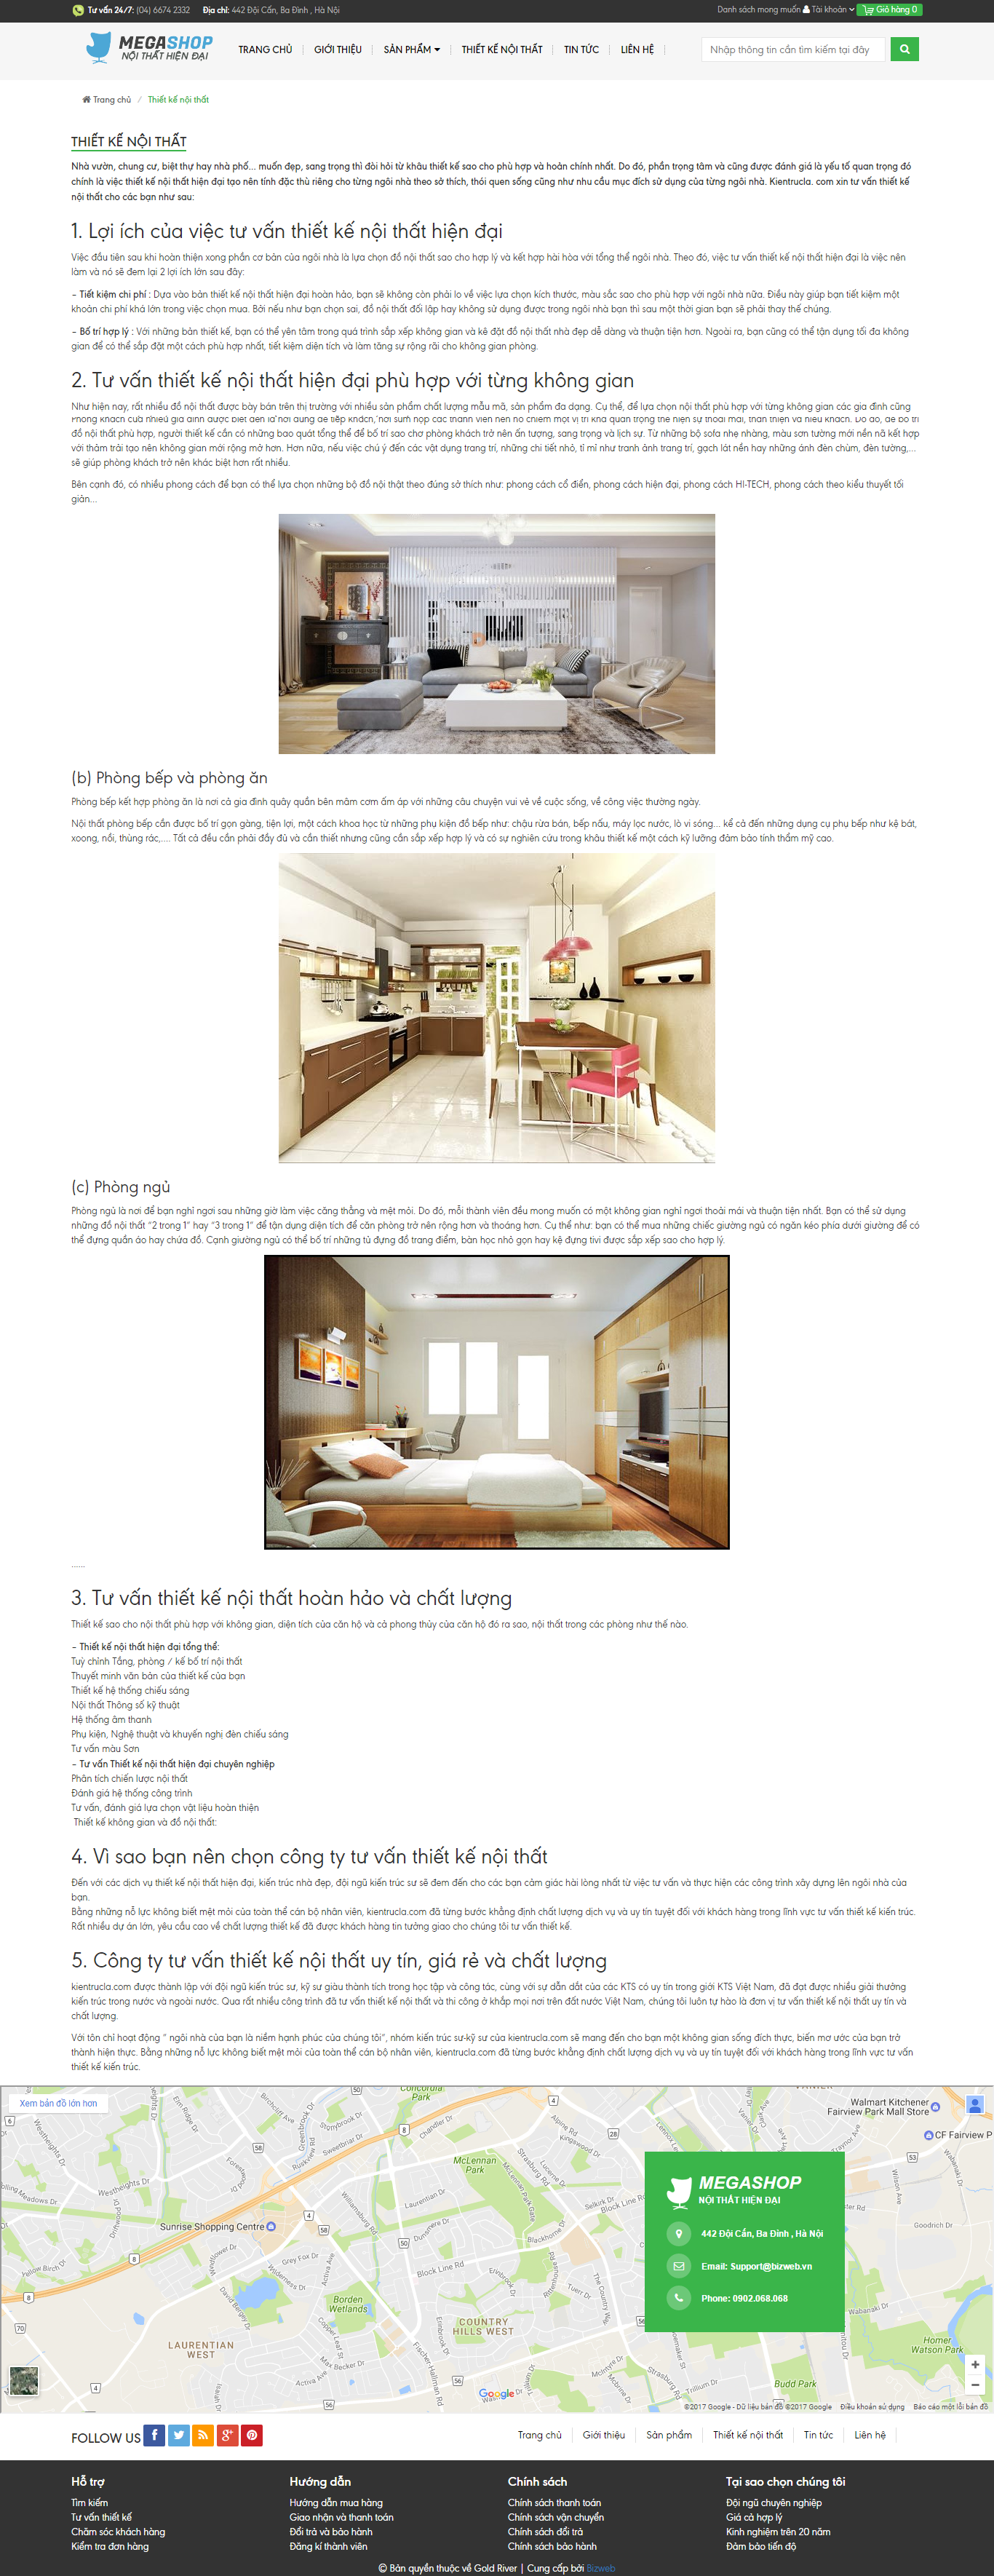 Tư vấn 24/7: (04) 6674 2332 Địa chỉ: 442 Đội Cấn, Ba Đình , Hà Nội
Danh sách mong muốn Tài khoản Giỏ hàng 0
MEGASHOP
NỘI THẤT HIỆN ĐẠI
TRANG CHỦ GIỚI THIỆU SẢN PHẨM THIẾT KẾ NỘI THẤT TIN TỨC LIÊN HỆ
Nhập thông tin cần tìm kiếm tại đây
Trang chủ / Thiết kế nội thất
THIẾT KẾ NỘI THẤT
Nhà vườn, chung cư, biệt thự hay nhà phố... muốn đẹp, sang trọng thì đòi hỏi từ khâu thiết kế sao cho phù hợp và hoàn chỉnh nhất. Do đó, phần trọng tâm và cũng được đánh giá là yếu tố quan trọng đó
chính là việc thiết kế nội thất hiện đại tạo nên tính đặc thù riêng cho từng ngôi nhà theo sở thích, thói quen sống cũng như nhu cầu mục đích sử dụng của từng ngôi nhà. Kientrucla. com xin tư vấn thiết kế
nội thất cho các bạn như sau:
1. Lợi ích của việc tư vấn thiết kế nội thất hiện đại
Việc đầu tiên sau khi hoàn thiện xong phần cơ bản của ngôi nhà là lựa chọn đồ nội thất sao cho hợp lý và kết hợp hài hòa với tổng thể ngôi nhà. Theo đó, việc tư vấn thiết kế nội thất hiện đại là việc nên
làm và nó sẽ đem lại 2 lợi ích lớn sau đây:
– Tiết kiệm chi phí : Dựa vào bản thiết kế nội thất hiện đại hoàn hảo, bạn sẽ không còn phải lo về việc lựa chọn kích thước, màu sắc sao cho phù hợp với ngôi nhà nữa. Điều này giúp bạn tiết kiệm một
khoản chi phí khá lớn trong việc chọn mua. Bởi nếu như bạn chọn sai, đồ nội thất đối lập hay không sử dụng được trong ngôi nhà bạn thì sau một thời gian bạn sẽ phải thay thế chúng.
– Bố trí hợp lý : Với những bản thiết kế, bạn có thể yên tâm trong quá trình sắp xếp không gian và kê đặt đồ nội thất nhà đẹp dễ dàng và thuận tiện hơn. Ngoài ra, bạn cũng có thể tận dụng tối đa không
gian để có thể sắp đặt một cách phù hợp nhất, tiết kiệm diện tích và làm tăng sự rộng rãi cho không gian phòng.
2. Tư vấn thiết kế nội thất hiện đại phù hợp với từng không gian
Như hiện nay, rất nhiều đồ nội thất được bày bán trên thị trường với nhiều sản phẩm chất lượng mẫu mã, sản phẩm đa dạng. Cụ thể, để lựa chọn nội thất phù hợp với từng không gian các gia đình cũng
đồ nội thất phù hợp, người thiết kế cần có những bao quát tổng thể để bố trí sao cho phòng khách trở nên ấn tượng, sang trọng và lịch sự. Từ những bộ sofa nhẹ nhàng, màu sơn tường mới nền nã kết hợp
với thảm trải tạo nên không gian mới rộng mở hơn. Hơn nữa, nếu việc chú ý đến các vật dụng trang trí, những chi tiết nhỏ, tỉ mỉ như tranh ảnh trang trí, gạch lát nền hay những ánh đèn chùm, đèn tường,...
sẽ giúp phòng khách trở nên khác biệt hơn rất nhiều.
Bên cạnh đó, có nhiều phong cách để bạn có thể lựa chọn những bộ đồ nội thất theo đúng sở thích như: phong cách cổ điển, phong cách hiện đại, phong cách HI-TECH, phong cách theo kiểu thuyết tối
giản...
(b) Phòng bếp và phòng ăn
Phòng bếp kết hợp phòng ăn là nơi cả gia đình quây quần bên mâm cơm ấm áp với những câu chuyện vui vẻ về cuộc sống, về công việc thường ngày.
Nội thất phòng bếp cần được bố trí gọn gàng, tiện lợi, một cách khoa học từ những phụ kiện đồ bếp như: chậu rửa bán, bếp nấu, máy lọc nước, lò vi sóng... kể cả đến những dụng cụ phụ bếp như kệ bát,
xoong, nồi, thùng rác,.... Tất cả đều cần phải đầy đủ và cần thiết nhưng cũng cần sắp xếp hợp lý và có sự nghiên cứu trong khâu thiết kế một cách kỹ lưỡng đảm bảo tính thẩm mỹ cao.
(c) Phòng ngủ
Phòng ngủ là nơi để bạn nghỉ ngơi sau những giờ làm việc căng thẳng và mệt mỏi. Do đó, mỗi thành viên đều mong muốn có một không gian nghỉ ngơi thoải mái và thuận tiện nhất. Bạn có thể sử dụng
những đồ nội thất “2 trong 1” hay “3 trong 1” để tận dụng diện tích để căn phòng trở nên rộng hơn và thoáng hơn. Cụ thể như: bạn có thể mua những chiếc giường ngủ có ngăn kéo phía dưới giường để có
thể đựng quần áo hay chứa đồ. Cạnh giường ngủ có thể bố trí những tủ đựng đồ trang điểm, bàn học nhỏ gọn hay kệ đựng tivi được sắp xếp sao cho hợp lý.
......
3. Tư vấn thiết kế nội thất hoàn hảo và chất lượng
Thiết kế sao cho nội thất phù hợp với không gian, diện tích của căn hộ và cả phong thủy của căn hộ đó ra sao, nội thất trong các phòng như thế nào.
– Thiết kế nội thất hiện đại tổng thể:
Tuỳ chỉnh Tầng, phòng / kế bố trí nội thất
Thuyết minh văn bản của thiết kế của bạn
Thiết kế hệ thống chiếu sáng
Nội thất Thông số kỹ thuật
Hệ thống âm thanh
Phụ kiện, Nghệ thuật và khuyến nghị đèn chiếu sáng
Tư vấn màu Sơn
– Tư vấn Thiết kế nội thất hiện đại chuyên nghiệp
Phân tích chiến lược nội thất
Đánh giá hệ thống công trình
Tư vấn, đánh giá lựa chọn vật liệu hoàn thiện
Thiết kế không gian và đồ nội thất:
4. Vì sao bạn nên chọn công ty tư vấn thiết kế nội thất
Đến với các dịch vụ thiết kế nội thất hiện đại, kiến trúc nhà đẹp, đội ngũ kiến trúc sư sẽ đem đến cho các bạn cảm giác hài lòng nhất từ việc tư vấn và thực hiện các công trình xây dựng lên ngôi nhà của
bạn.
Bằng những nỗ lực không biết mệt mỏi của toàn thể cán bộ nhân viên, kientrucla.com đã từng bước khẳng định chất lượng dịch vụ và uy tín tuyệt đối với khách hàng trong lĩnh vực tư vấn thiết kế kiến trúc.
Rất nhiều dự án lớn, yêu cầu cao về chất lượng thiết kế đã được khách hàng tin tưởng giao cho chúng tôi tư vấn thiết kế.
5. Công ty tư vấn thiết kế nội thất uy tín, giá rẻ và chất lượng
kientrucla.com được thành lập với đội ngũ kiến trúc sư, kỹ sư giàu thành tích trong học tập và công tác, cùng với sự dẫn dắt của các KTS có uy tín trong giới KTS Việt Nam, đã đạt được nhiều giải thưởng
kiến trúc trong nước và ngoài nước. Qua rất nhiều công trình đã tư vấn thiết kế nội thất và thi công ở khắp mọi nơi trên đất nước Việt Nam, chúng tôi luôn tự hào là đơn vị tư vấn thiết kế nội thất uy tín và
chất lượng.
Với tôn chỉ hoạt động “ ngôi nhà của bạn là niềm hạnh phúc của chúng tôi”, nhóm kiến trúc sư-kỹ sư của kientrucla.com sẽ mang đến cho bạn một không gian sống đích thực, biến mơ ước của bạn trở
thành hiện thực. Bằng những nỗ lực không biết mệt mỏi của toàn thể cán bộ nhân viên, kientrucla.com đã từng bước khẳng định chất lượng dịch vụ và uy tín tuyệt đối với khách hàng trong lĩnh vực tư vấn
thiết kế kiến trúc.
Xem bản đồ lớn hơn
Concordia Park
Walmart Kitchener
Fairview Park Mall Store
CF Fairview P
McLennan Park
Sunrise Shopping Centre
Borden Wetlands
COUNTRY HILLS WEST
LAURENTIAN WEST
Homer Watson Park
Budd Park
MEGASHOP
NỘI THẤT HIỆN ĐẠI
442 Đội Cấn, Ba Đình , Hà Nội
Email: Support@bizweb.vn
Phone: 0902.068.068
Google
©2017 Google - Dữ liệu bản đồ ©2017 Google Điều khoản sử dụng Báo cáo một lỗi bản đồ
FOLLOW US
Trang chủ Giới thiệu Sản phẩm Thiết kế nội thất Tin tức Liên hệ
Hỗ trợ
Tìm kiếm
Tư vấn thiết kế
Chăm sóc khách hàng
Kiểm tra đơn hàng
Hướng dẫn
Hướng dẫn mua hàng
Giao nhận và thanh toán
Đổi trả và bảo hành
Đăng kí thành viên
Chính sách
Chính sách thanh toán
Chính sách vận chuyển
Chính sách đổi trả
Chính sách bảo hành
Tại sao chọn chúng tôi
Đội ngũ chuyên nghiệp
Giá cả hợp lý
Kinh nghiệm trên 20 năm
Đảm bảo tiến độ
© Bản quyền thuộc về Gold River | Cung cấp bởi Bizweb